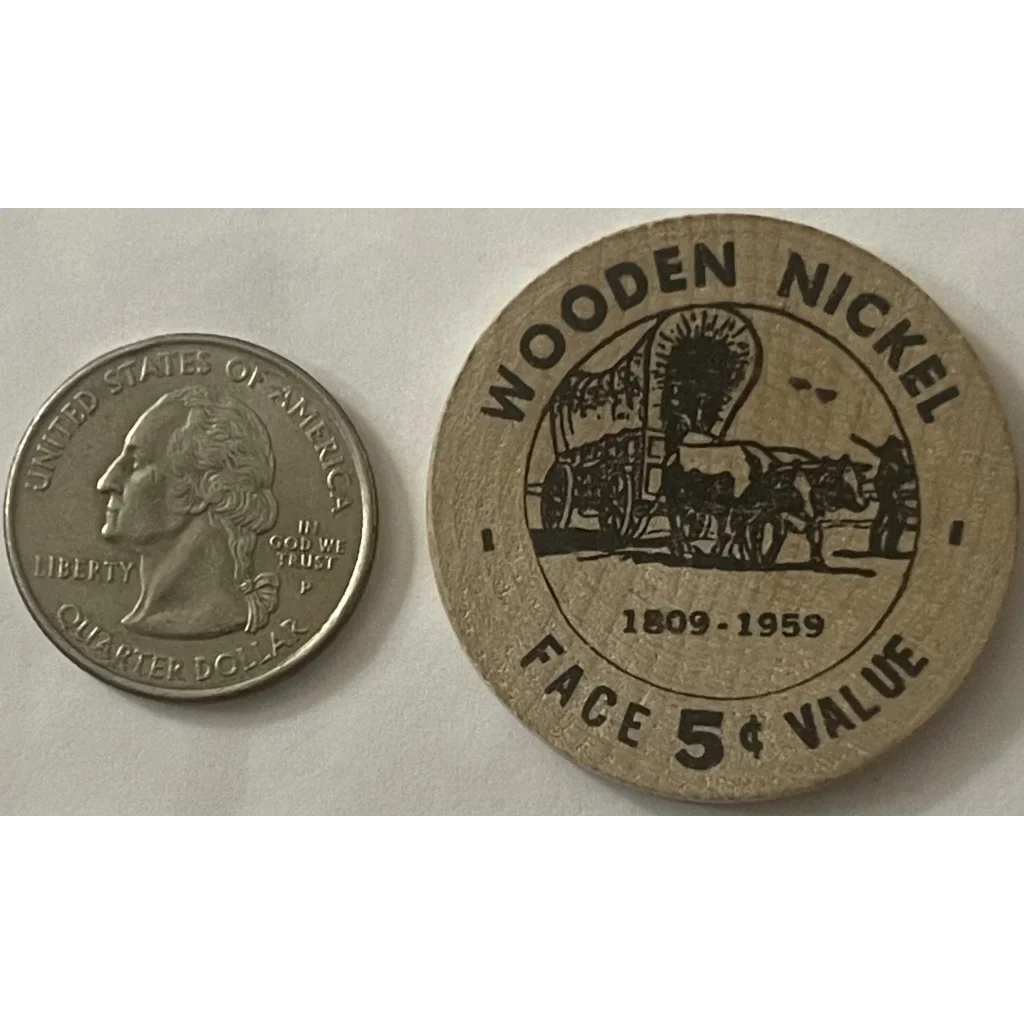 UNITED STATES OF AMERICA
LIBERTY
IN
GOD WE
TRUST
P
QUARTER DOLLAR
WOODEN NICKEL
1809-1959
FACE 5¢ VALUE